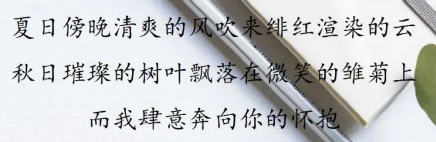 夏日傍晚清爽的风吹来绯红渲染的云
秋日璀璨的树叶飘落在微笑的雏菊上
而我肆意奔向你的怀抱